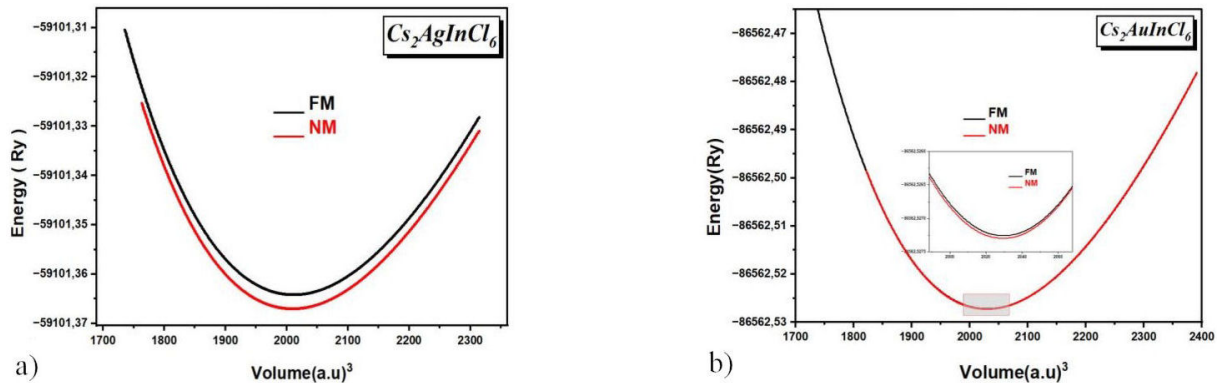 Cs₂AgInCl₆
Energy ( Ry)
−59101,31
−59101,32
−59101,33
−59101,34
−59101,35
−59101,36
−59101,37
FM
NM
1700 1800 1900 2000 2100 2200 2300
Volume(a.u)³
a)
Cs₂AuInCl₆
Energy(Ry)
−86562,47
−86562,48
−86562,49
−86562,50
−86562,51
−86562,52
−86562,53
FM
NM
FM
NM
1700 1800 1900 2000 2100 2200 2300 2400
Volume(a.u)³
b)